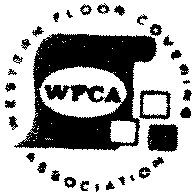 WESTERN FLOOR COVERING
WFCA
ASSOCIATION